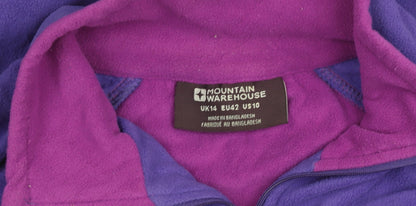 MOUNTAIN
WAREHOUSE
UK14 EU42 US10
MADE IN BANGLADESH
FABRIQUÉ AU BANGLADESH